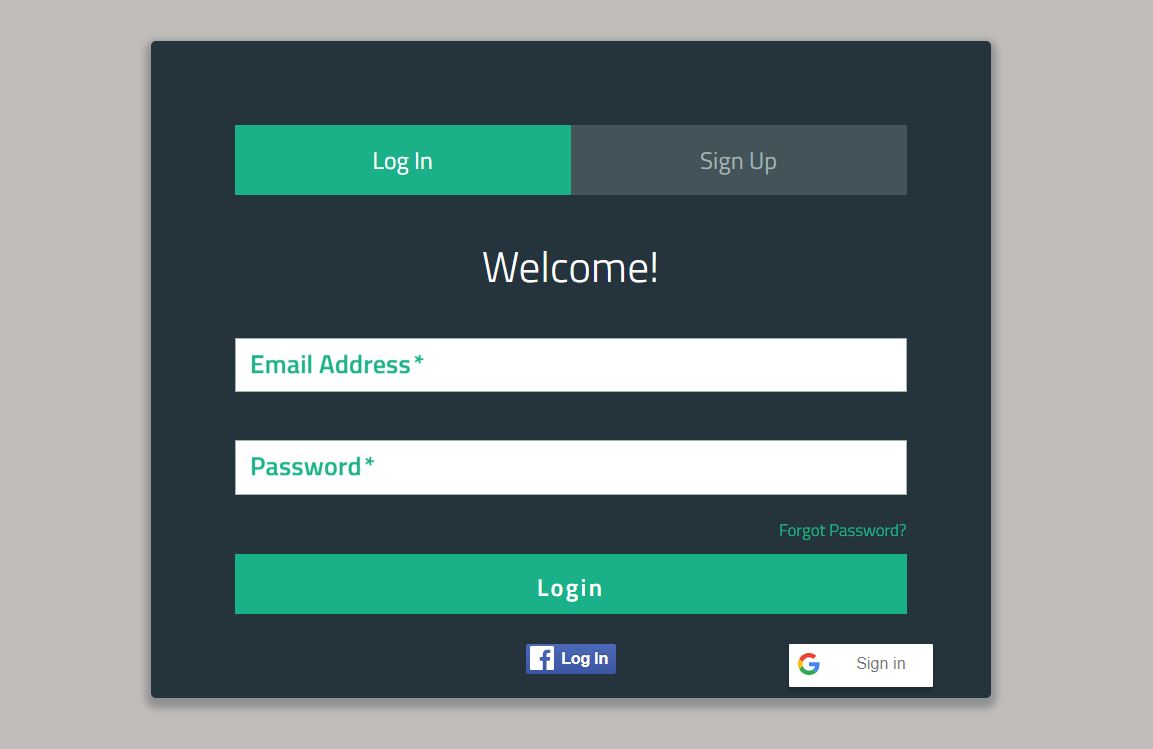 Log In
Sign Up
Welcome!
Email Address*
Password*
Forgot Password?
Login
Log In
Sign in